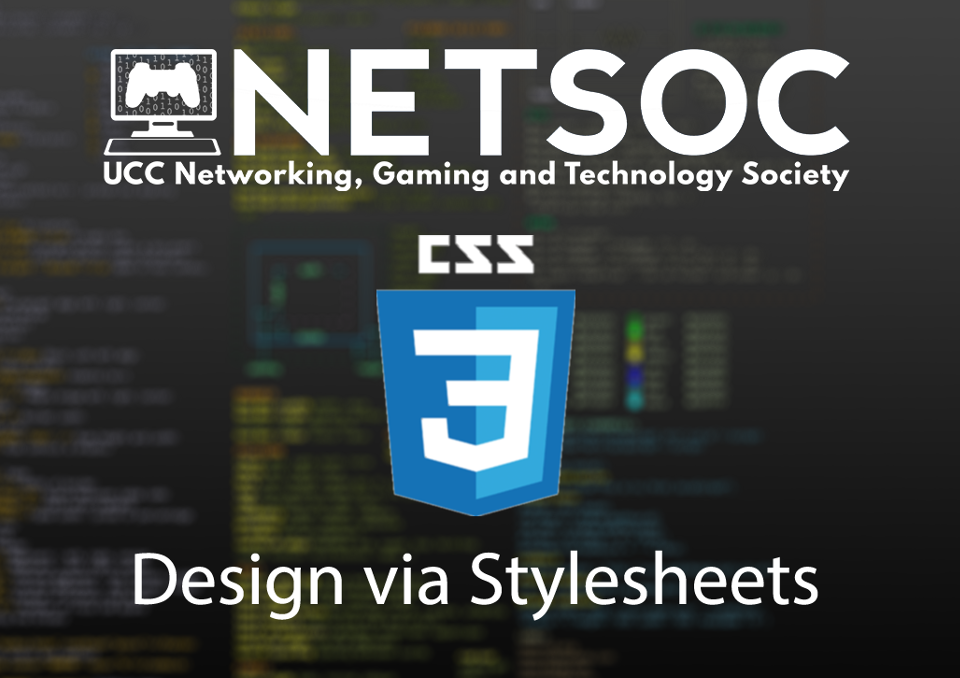 NETSOC
UCC Networking, Gaming and Technology Society
CSS
3
Design via Stylesheets